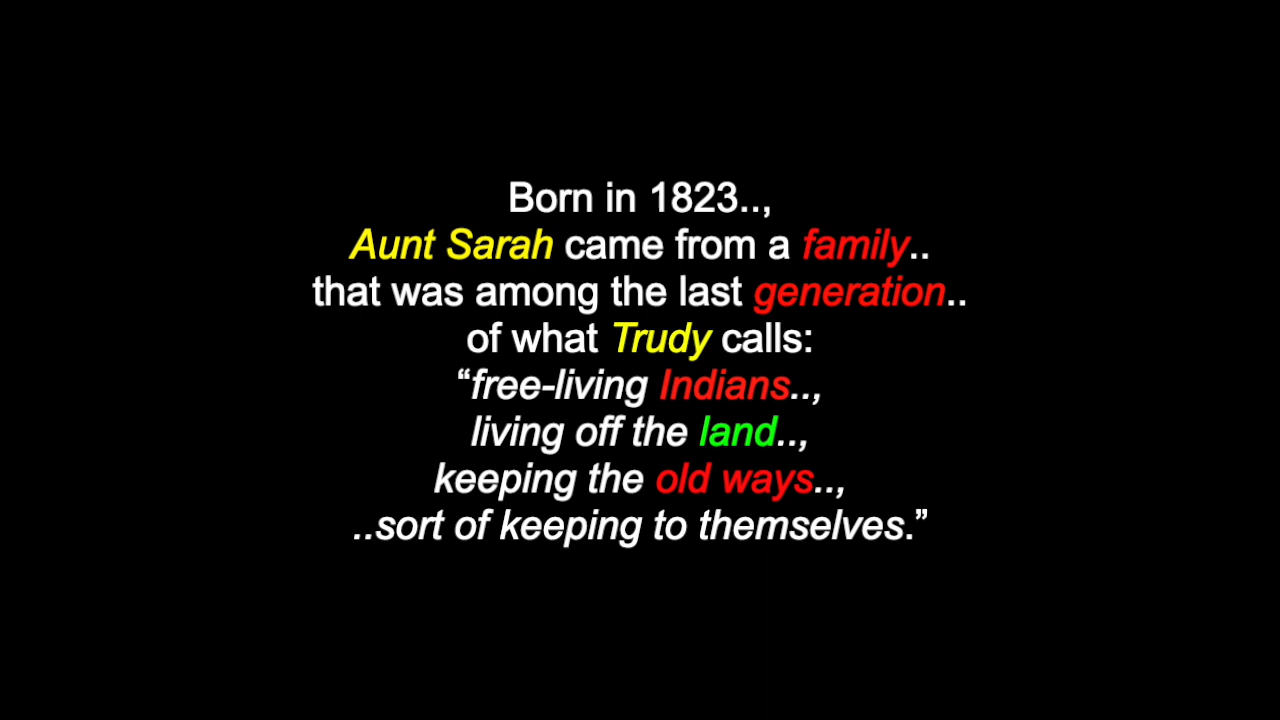 Born in 1823..,
Aunt Sarah came from a family..
that was among the last generation..
of what Trudy calls:
“free-living Indians..,
living off the land..,
keeping the old ways..,
..sort of keeping to themselves.”